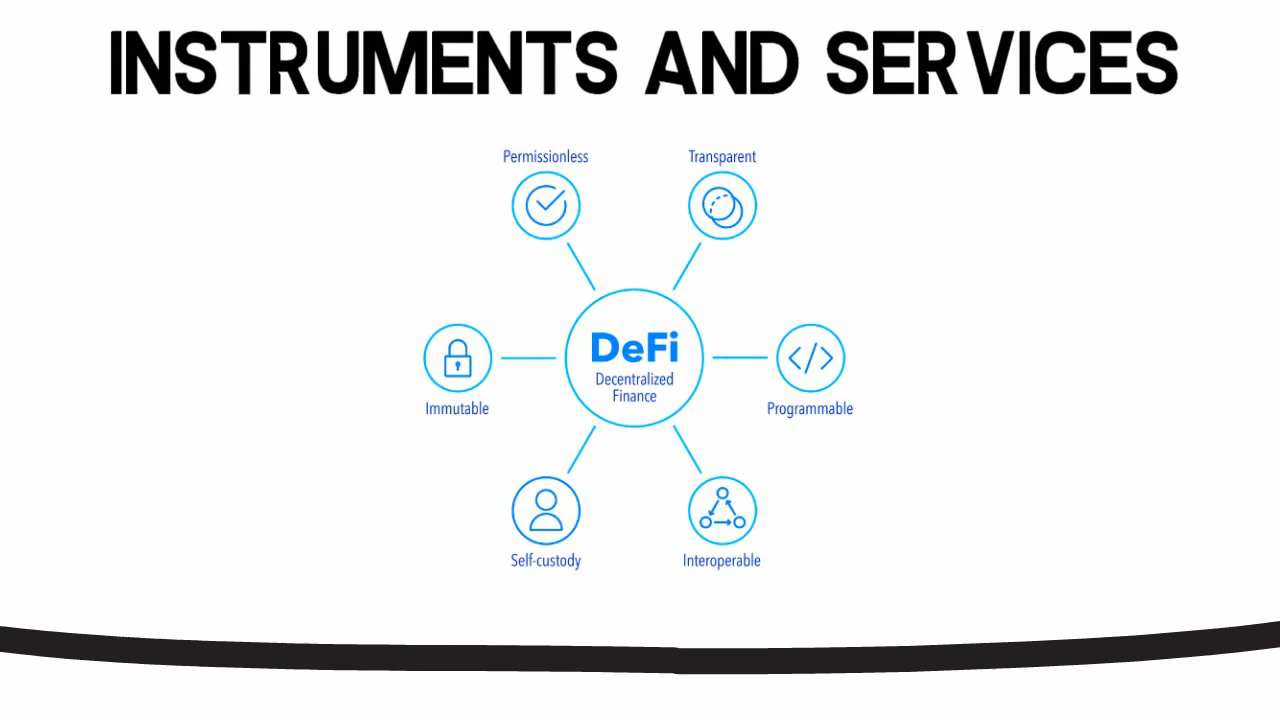 INSTRUMENTS AND SERVICES
Permissionless
Transparent
DeFi
Decentralized
Finance
Immutable
Programmable
Self-custody
Interoperable